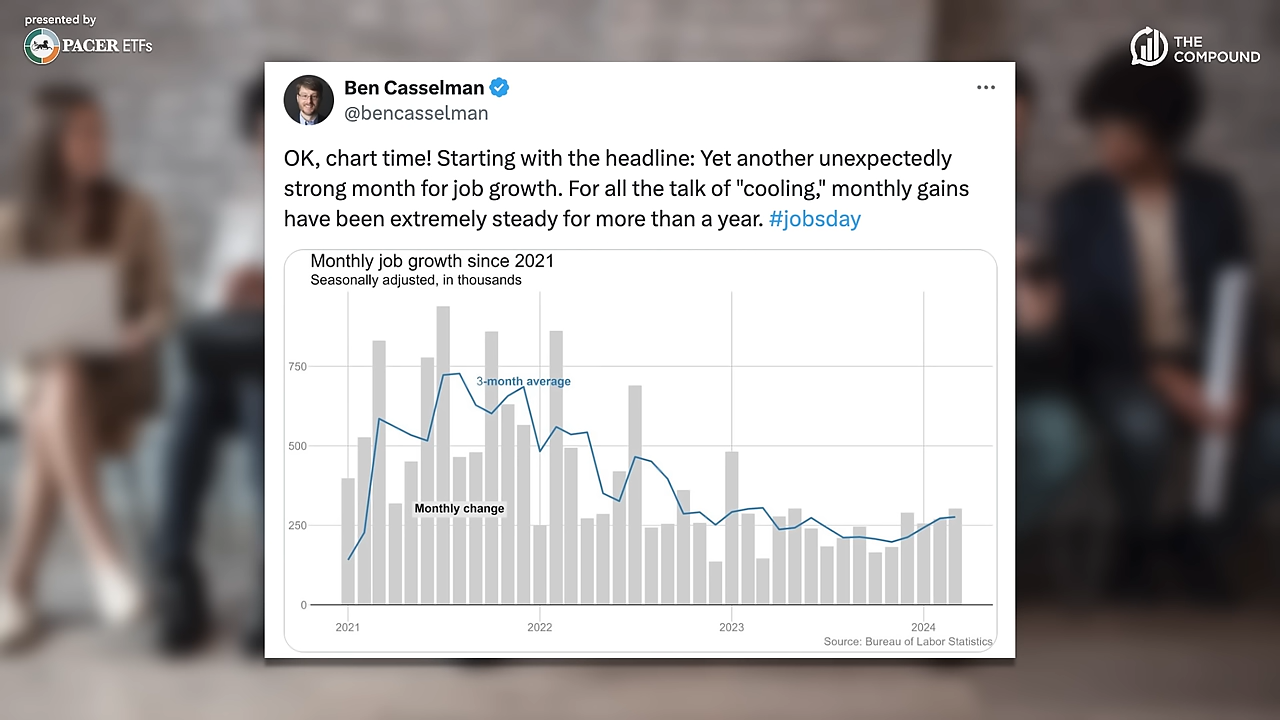 presented by
PACER ETFs
THE
COMPOUND
Ben Casselman
@bencasselman
OK, chart time! Starting with the headline: Yet another unexpectedly
strong month for job growth. For all the talk of "cooling," monthly gains
have been extremely steady for more than a year. #jobsday
Monthly job growth since 2021
Seasonally adjusted, in thousands
750
3-month average
500
Monthly change
250
0
2021 2022 2023 2024
Source: Bureau of Labor Statistics